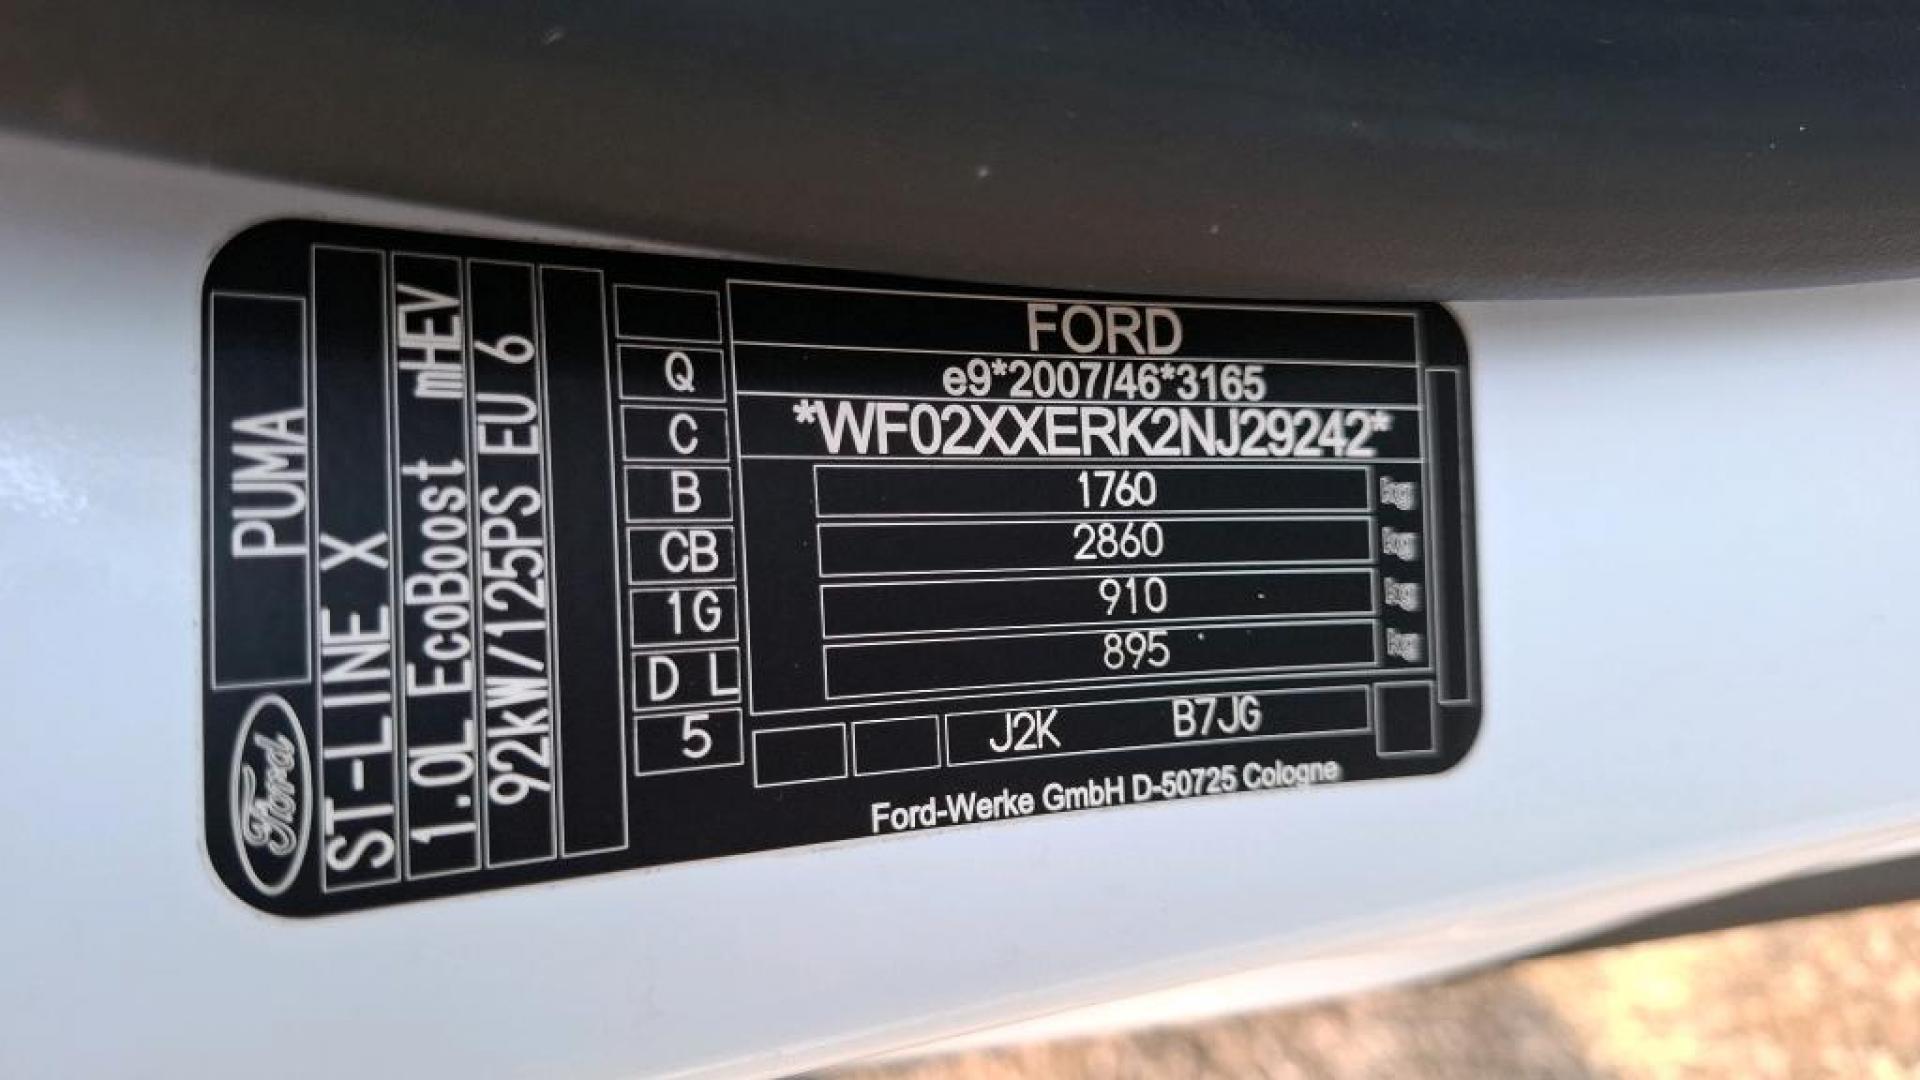 PUMA
Ford
ST-LINE X
1.0L EcoBoost mHEV
92kW/125PS EU 6
Q
C
B
CB
1G
D L
5
FORD
e9*2007/46*3165
*WF02XXERK2NJ29242*
1760 kg
2860 kg
910 kg
895 kg
J2K B7JG
Ford-Werke GmbH D-50725 Cologne